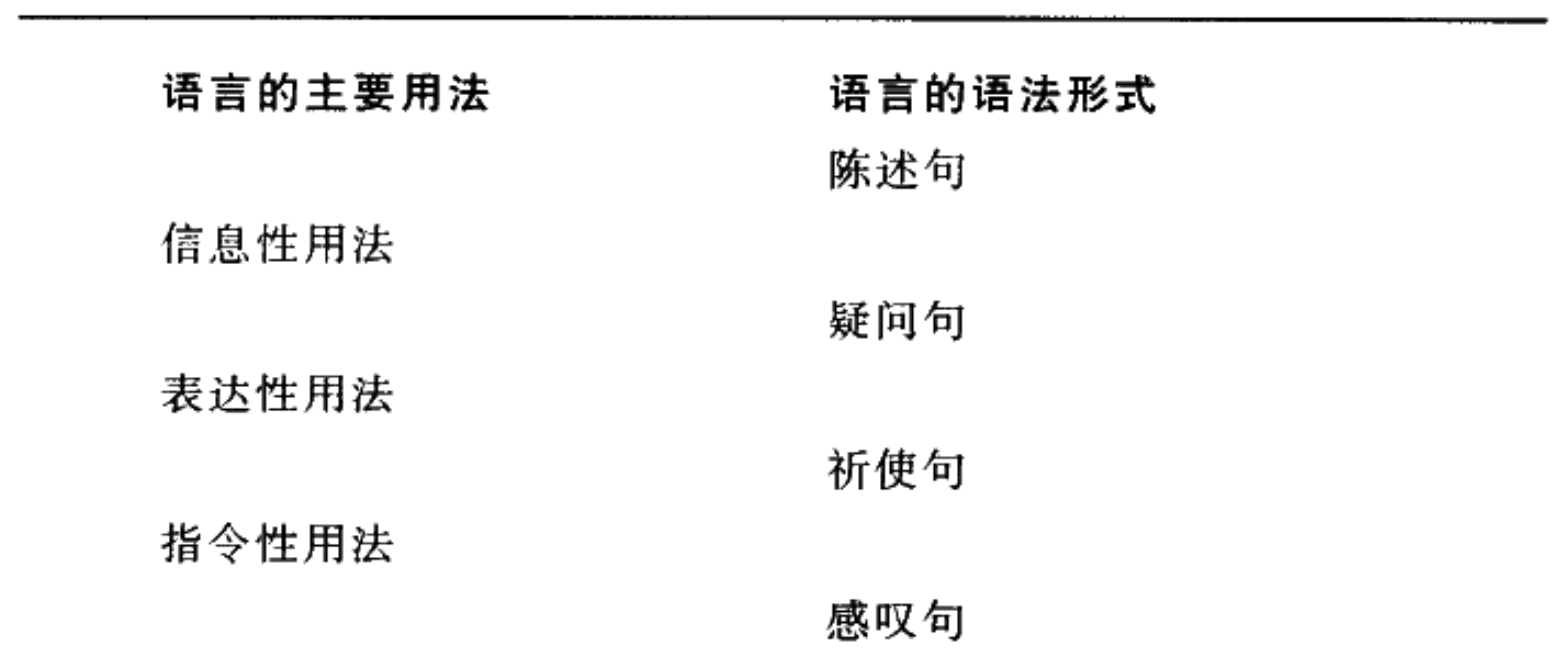 语言的主要用法 语言的语法形式
陈述句
信息性用法
疑问句
表达性用法
祈使句
指令性用法
感叹句